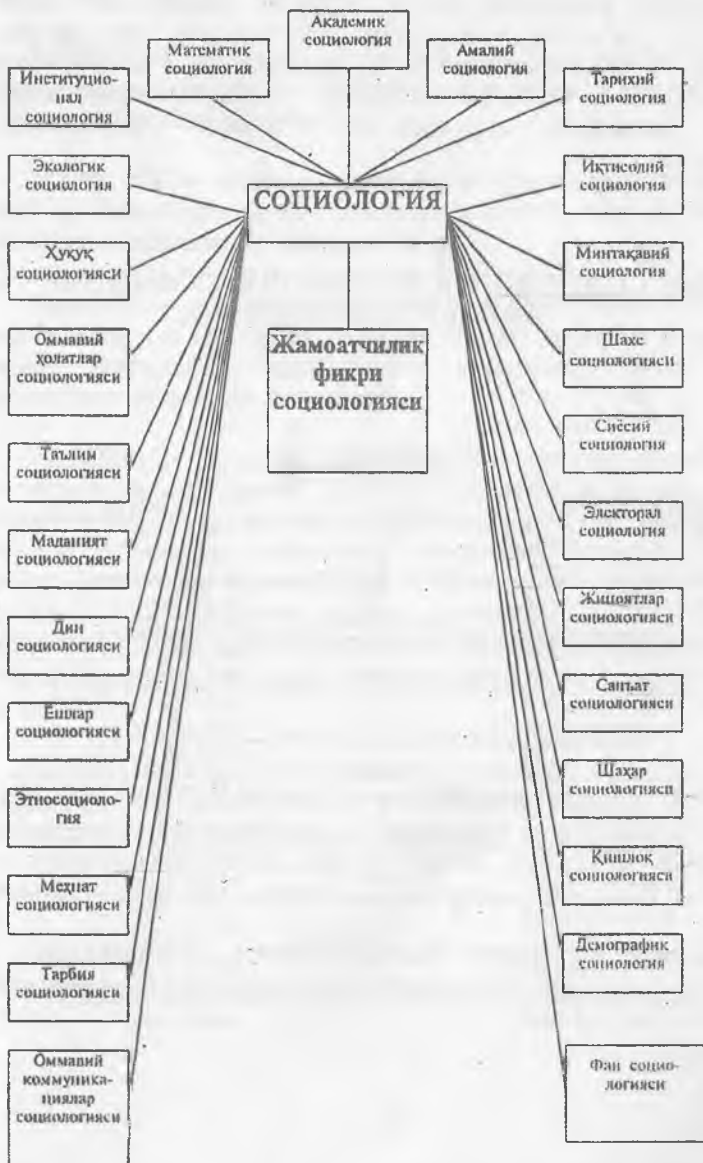 Академик
социология
Математик
социология
Амалий
социология
Институцио-
нал
социология
Тарихий
социология
Экологик
социология
Иқтисодий
социология
СОЦИОЛОГИЯ
Ҳуқуқ
социологияси
Минтақавий
социология
Оммавий
ҳолатлар
социологияси
Жамоатчилик
фикри
социологияси
Шахс
социологияси
Сиёсий
социология
Таълим
социологияси
Электорал
социология
Маданият
социологияси
Жиноятлар
социологияси
Дин
социологияси
Санъат
социологияси
Ёшлар
социологияси
Шаҳар
социологияси
Этносоциоло-
гия
Қишлоқ
социологияси
Меҳнат
социологияси
Демографик
социология
Тарбия
социологияси
Оммавий
коммуника-
циялар
социологияси
Фан социо-
логияси